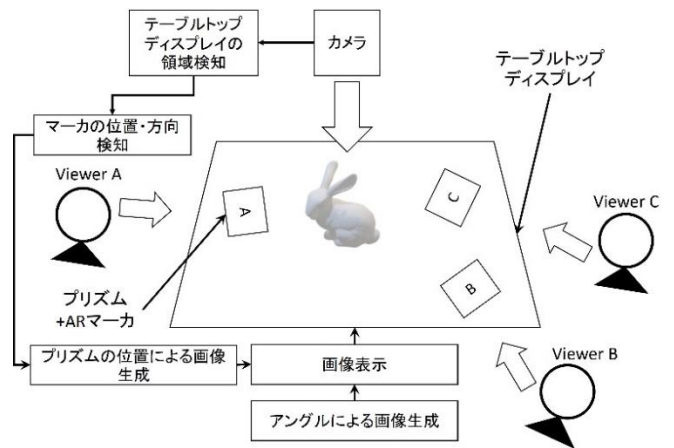 テーブルトップ
ディスプレイの
領域検知
カメラ
テーブルトップ
ディスプレイ
マーカの位置・方向
検知
Viewer A
Viewer C
A
C
B
プリズム
+ARマーカ
プリズムの位置による画像
生成
画像表示
Viewer B
アングルによる画像生成